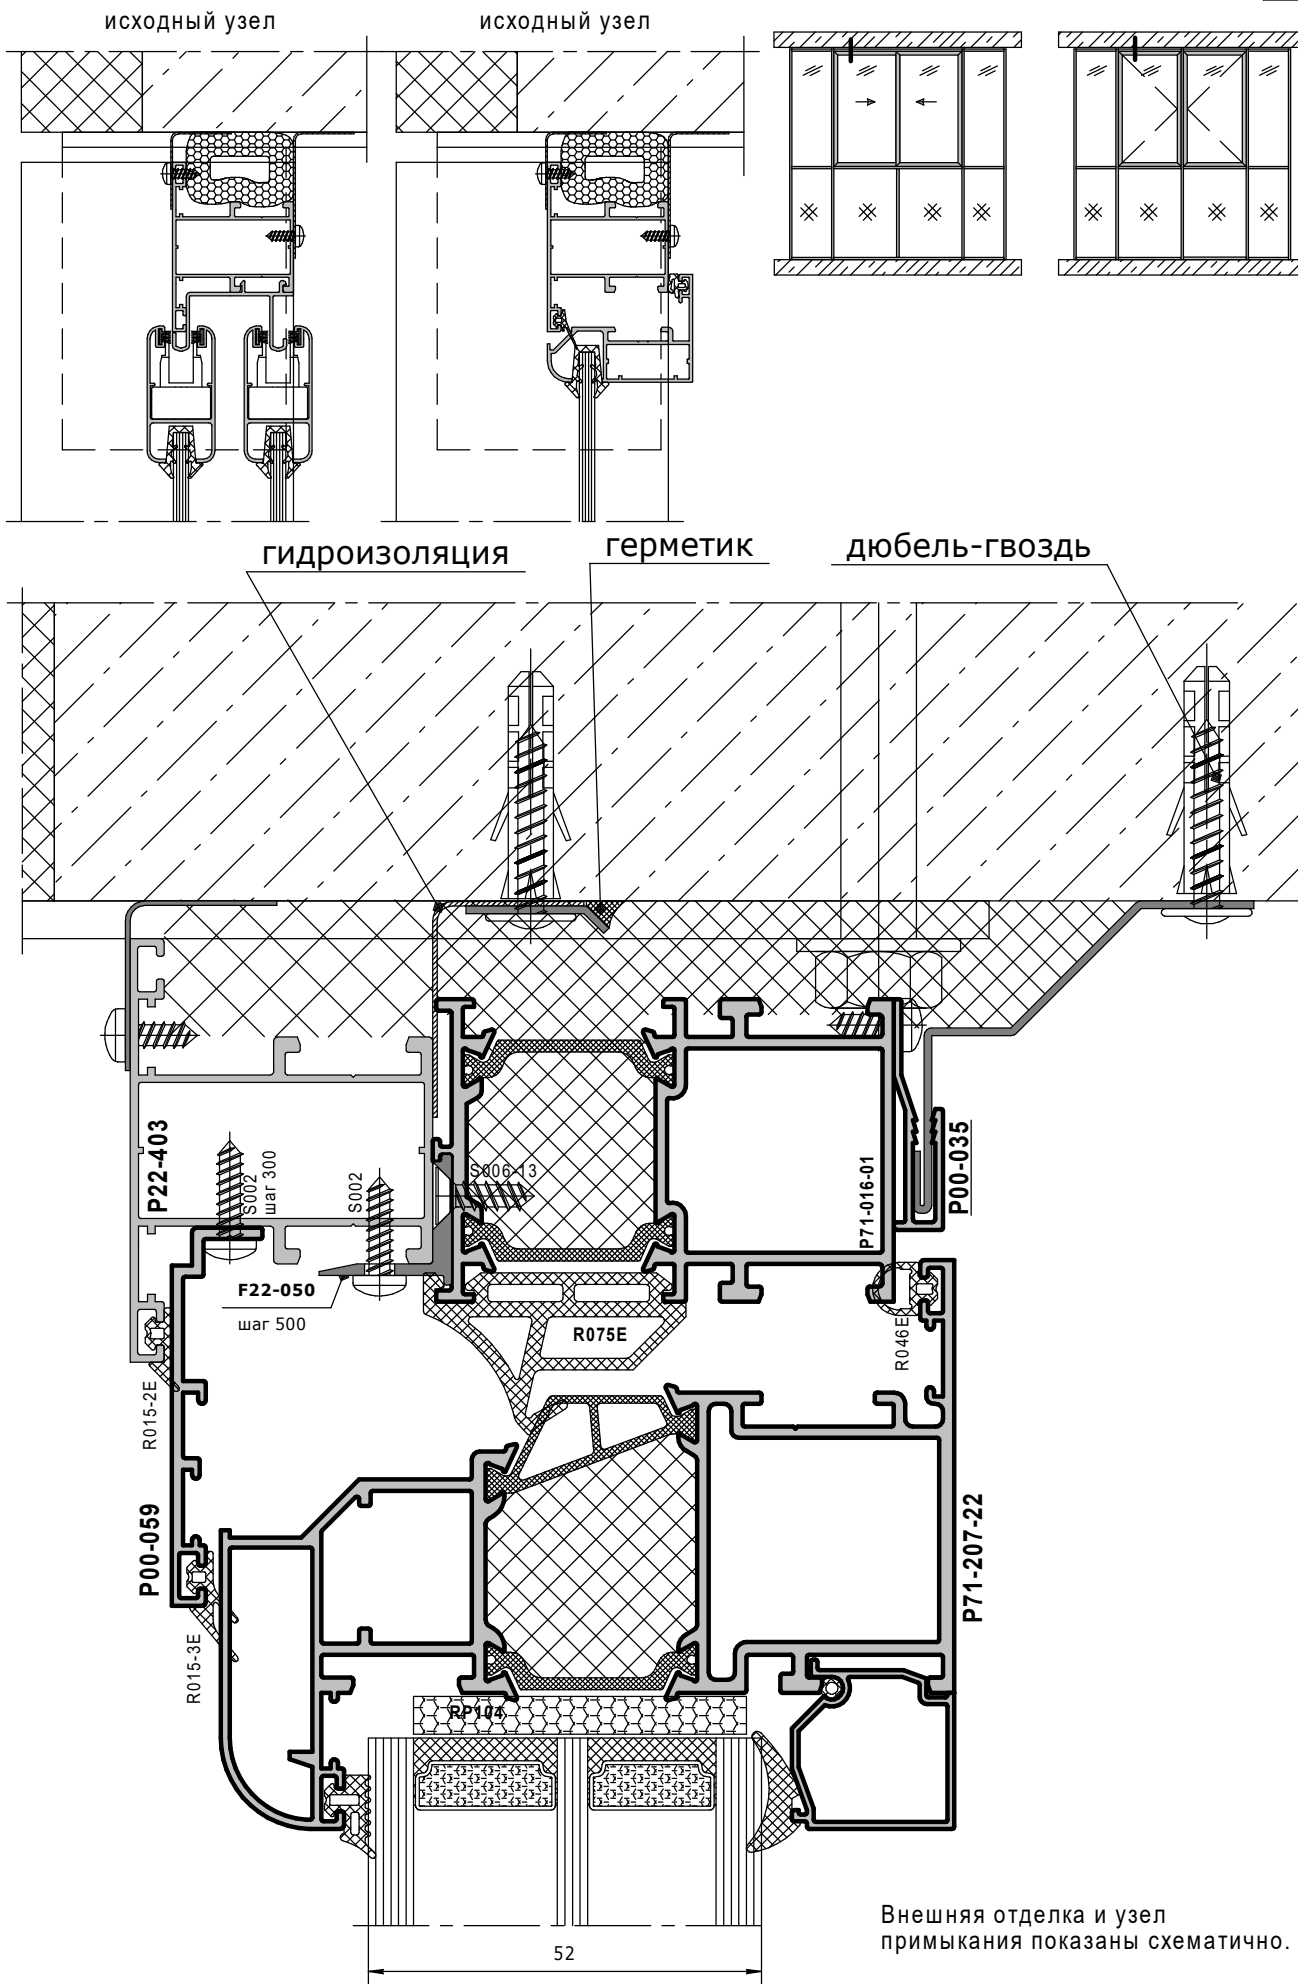 исходный узел
исходный узел
гидроизоляция
герметик
дюбель-гвоздь
P22-403
S002
шаг 300
S002
S006-13
P71-016-01
P00-035
F22-050
шаг 500
R075E
R046E
R015-2E
P00-059
P71-207-22
R015-3E
RP104
52
Внешняя отделка и узел
примыкания показаны схематично.